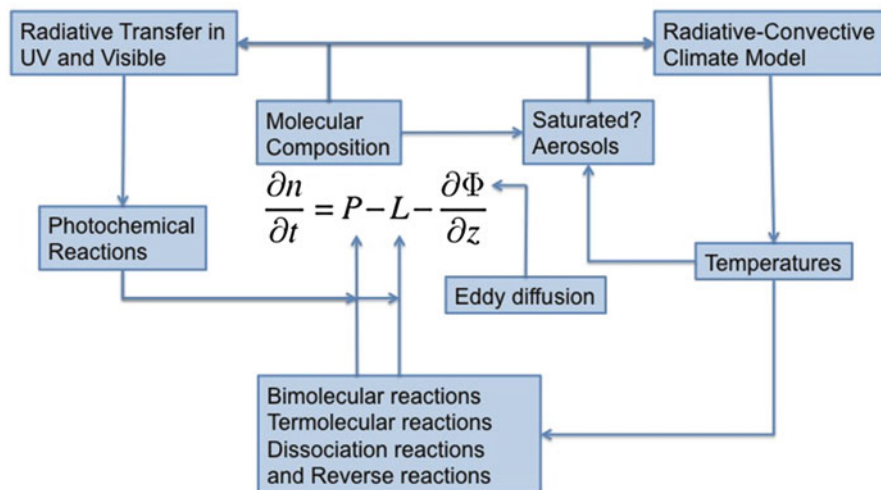 Radiative Transfer in
UV and Visible
Radiative-Convective
Climate Model
Molecular
Composition
Saturated?
Aerosols
∂n/∂t = P − L − ∂Φ/∂z
Photochemical
Reactions
Eddy diffusion
Temperatures
Bimolecular reactions
Termolecular reactions
Dissociation reactions
and Reverse reactions